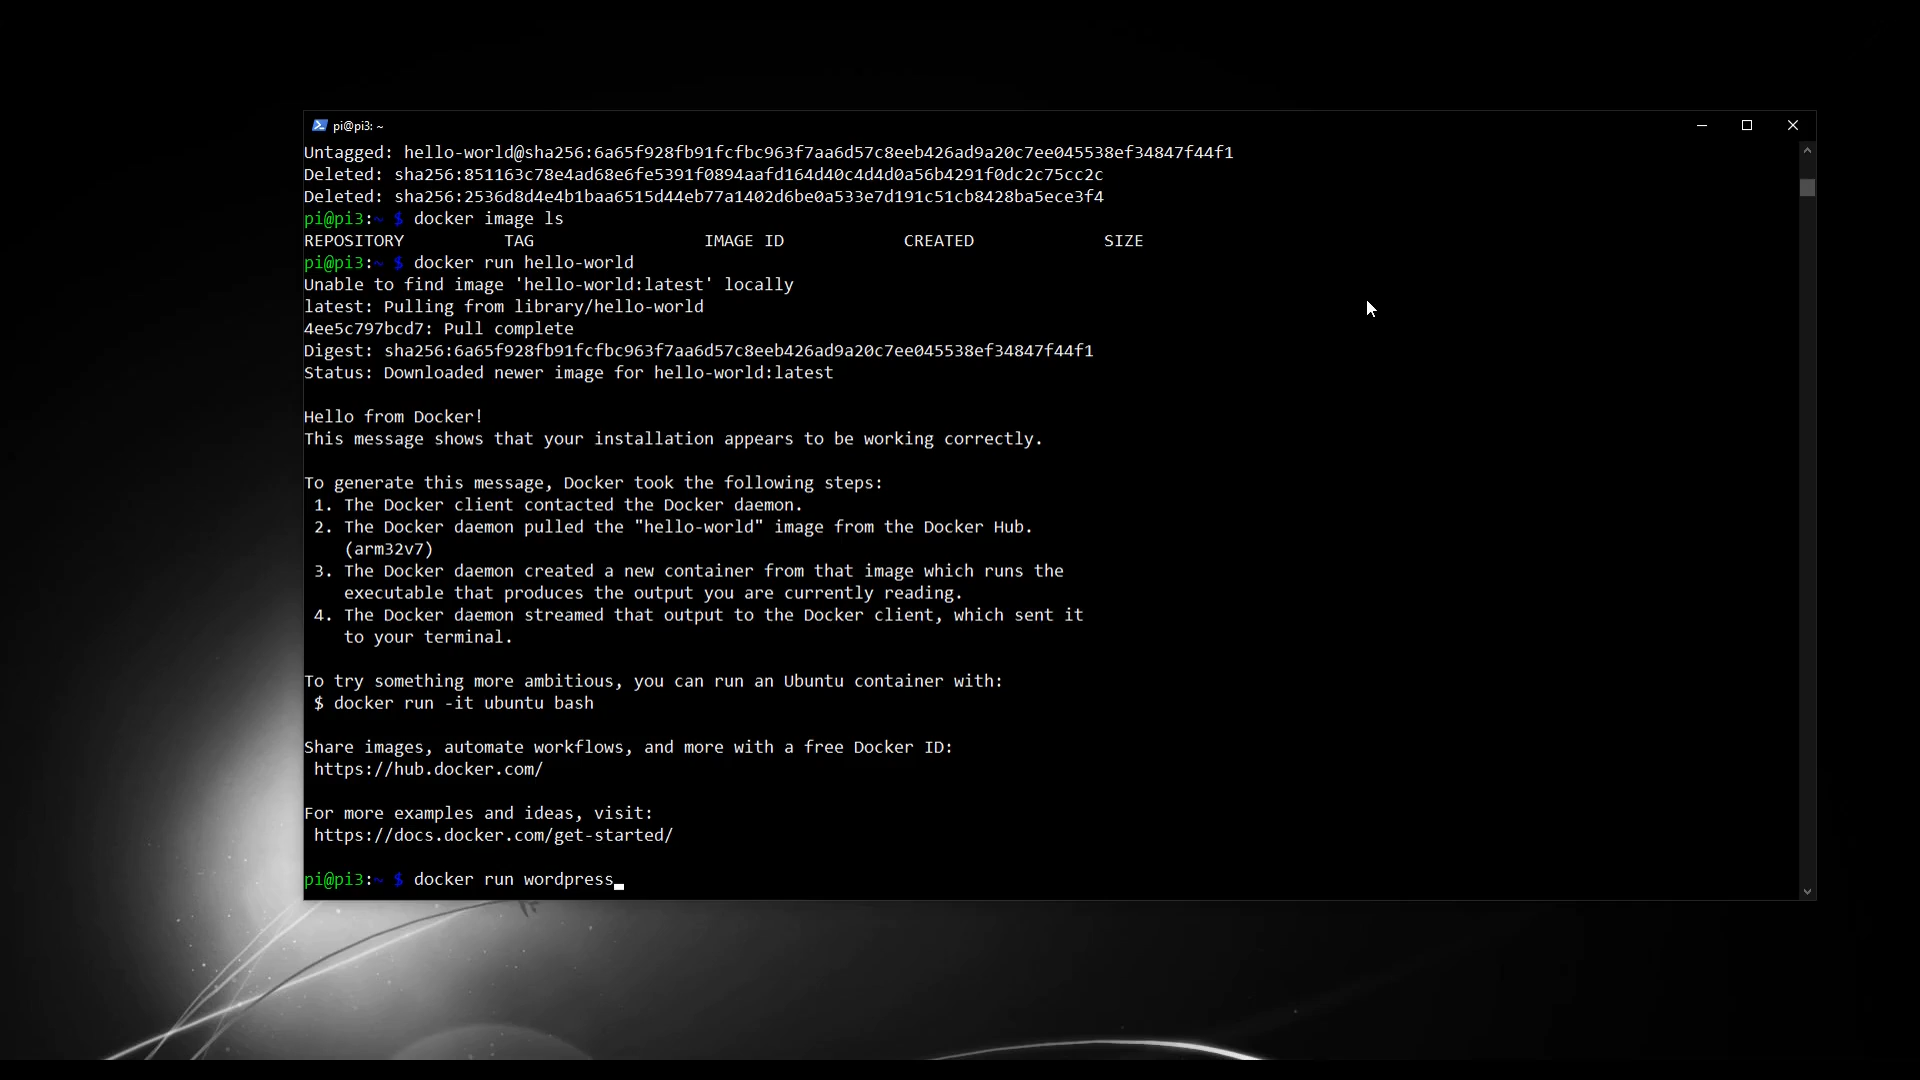 pi@pi3: ~
Untagged: hello-world@sha256:6a65f928fb91fcfbc963f7aa6d57c8eeb426ad9a20c7ee045538ef34847f44f1
Deleted: sha256:851163c78e4ad68e6fe5391f0894aafd164d40c4d4d0a56b4291f0dc2c75cc2c
Deleted: sha256:2536d8d4e4b1baa6515d44eb77a1402d6be0a533e7d191c51cb8428ba5ece3f4
pi@pi3:~ $ docker image ls
REPOSITORY TAG IMAGE ID CREATED SIZE
pi@pi3:~ $ docker run hello-world
Unable to find image 'hello-world:latest' locally
latest: Pulling from library/hello-world
4ee5c797bcd7: Pull complete
Digest: sha256:6a65f928fb91fcfbc963f7aa6d57c8eeb426ad9a20c7ee045538ef34847f44f1
Status: Downloaded newer image for hello-world:latest
Hello from Docker!
This message shows that your installation appears to be working correctly.
To generate this message, Docker took the following steps:
1. The Docker client contacted the Docker daemon.
2. The Docker daemon pulled the "hello-world" image from the Docker Hub.
(arm32v7)
3. The Docker daemon created a new container from that image which runs the
executable that produces the output you are currently reading.
4. The Docker daemon streamed that output to the Docker client, which sent it
to your terminal.
To try something more ambitious, you can run an Ubuntu container with:
$ docker run -it ubuntu bash
Share images, automate workflows, and more with a free Docker ID:
https://hub.docker.com/
For more examples and ideas, visit:
https://docs.docker.com/get-started/
pi@pi3:~ $ docker run wordpress